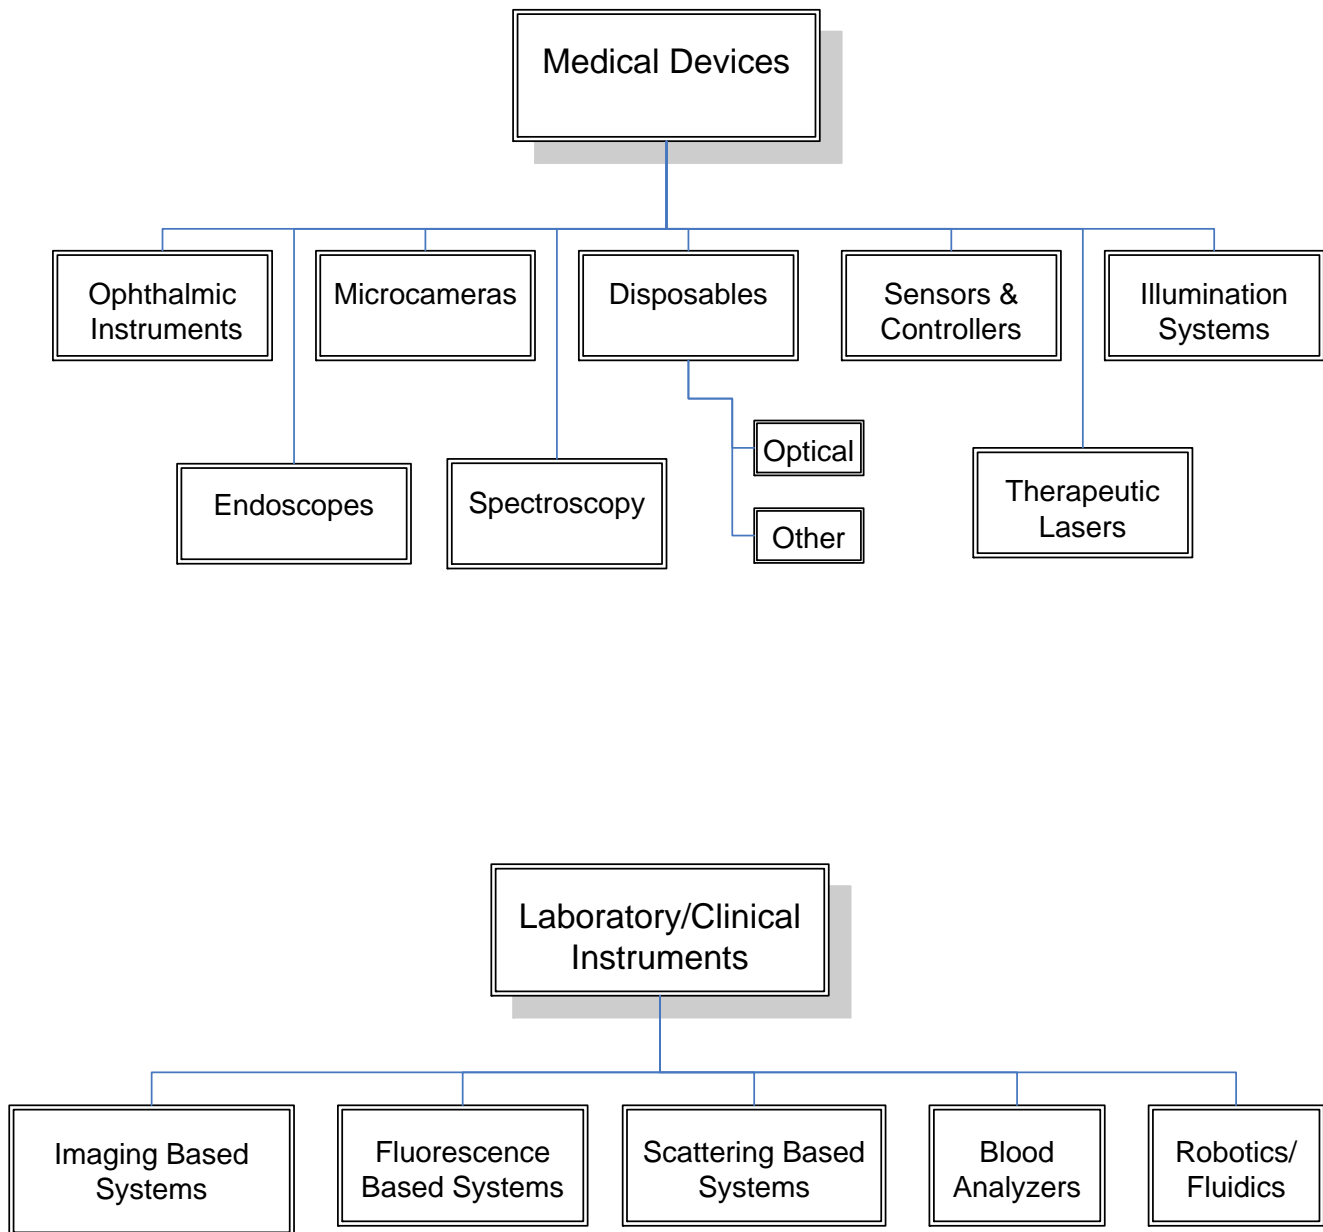 Medical Devices
Ophthalmic
Instruments
Microcameras
Disposables
Sensors &
Controllers
Illumination
Systems
Endoscopes
Spectroscopy
Optical
Other
Therapeutic
Lasers
Laboratory/Clinical
Instruments
Imaging Based
Systems
Fluorescence
Based Systems
Scattering Based
Systems
Blood
Analyzers
Robotics/
Fluidics